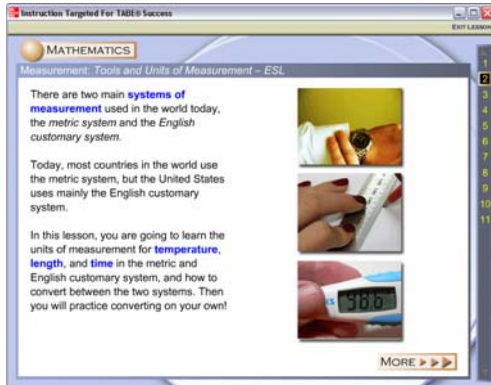 Instruction Targeted For TABE® Success
EXIT LESSON
MATHEMATICS
Measurement: Tools and Units of Measurement – ESL
There are two main systems of
measurement used in the world today,
the metric system and the English
customary system.
Today, most countries in the world use
the metric system, but the United States
uses mainly the English customary
system.
In this lesson, you are going to learn the
units of measurement for temperature,
length, and time in the metric and
English customary system, and how to
convert between the two systems. Then
you will practice converting on your own!
98.6
MORE
1
2
3
4
5
6
7
8
9
10
11